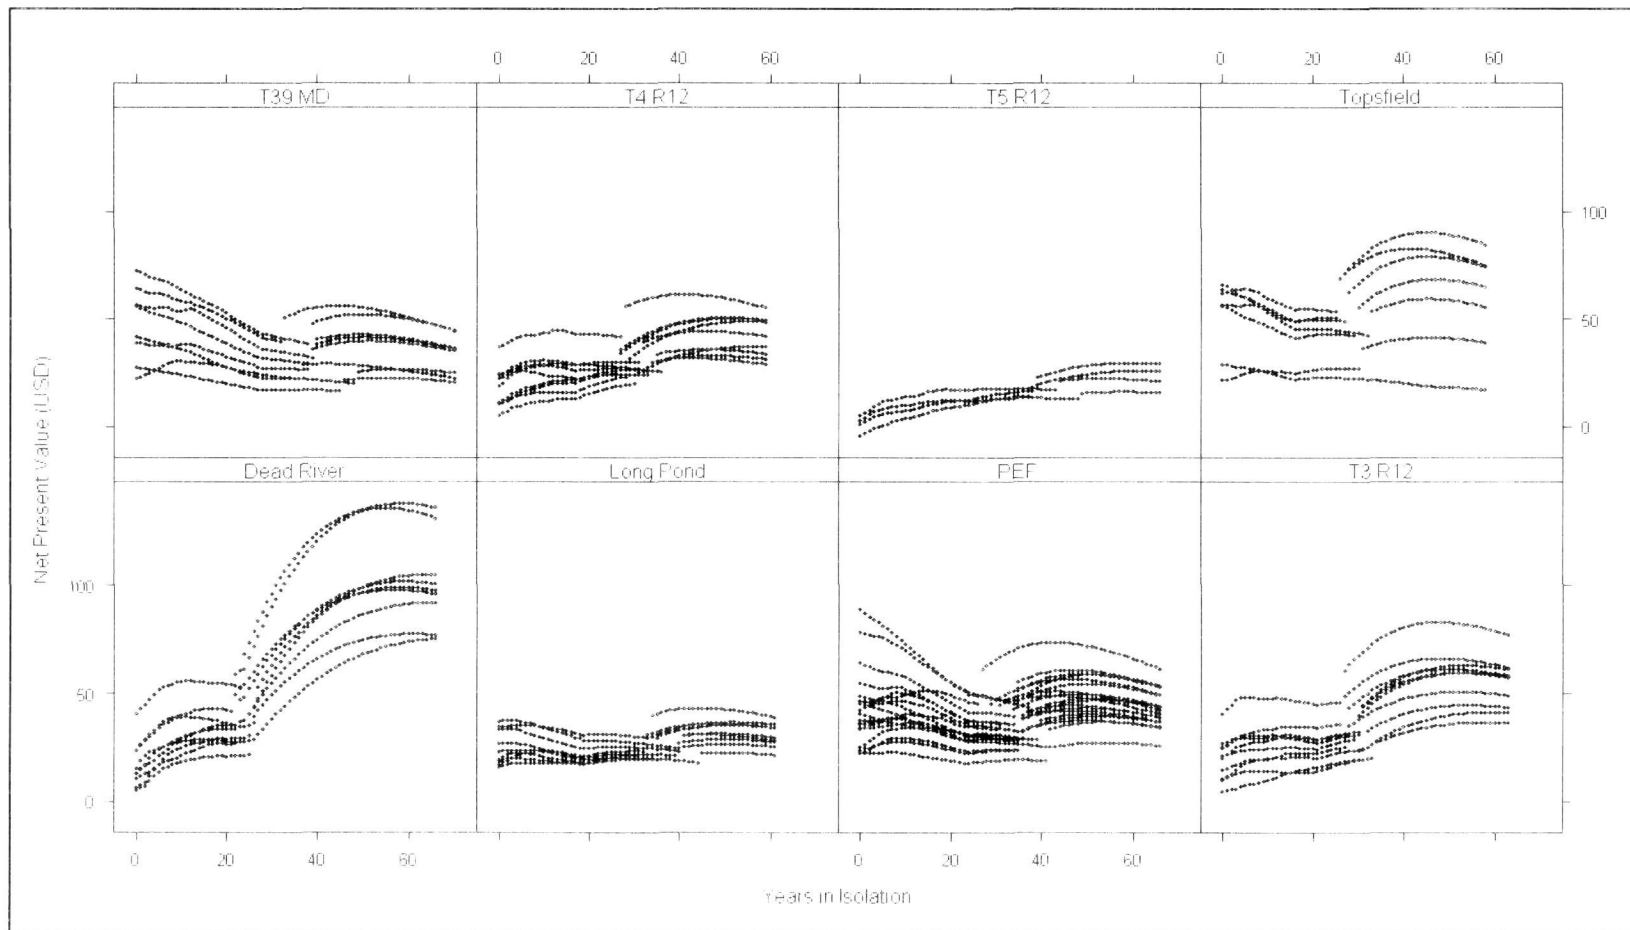 0 20 40 60 0 20 40 60
T39 MD T4 R12 T5 R12 Topsfield
100
50
0
Net Present Value (USD)
Dead River Long Pond PEF T3 R12
100
50
0
0 20 40 60 0 20 40 60
Years in Isolation